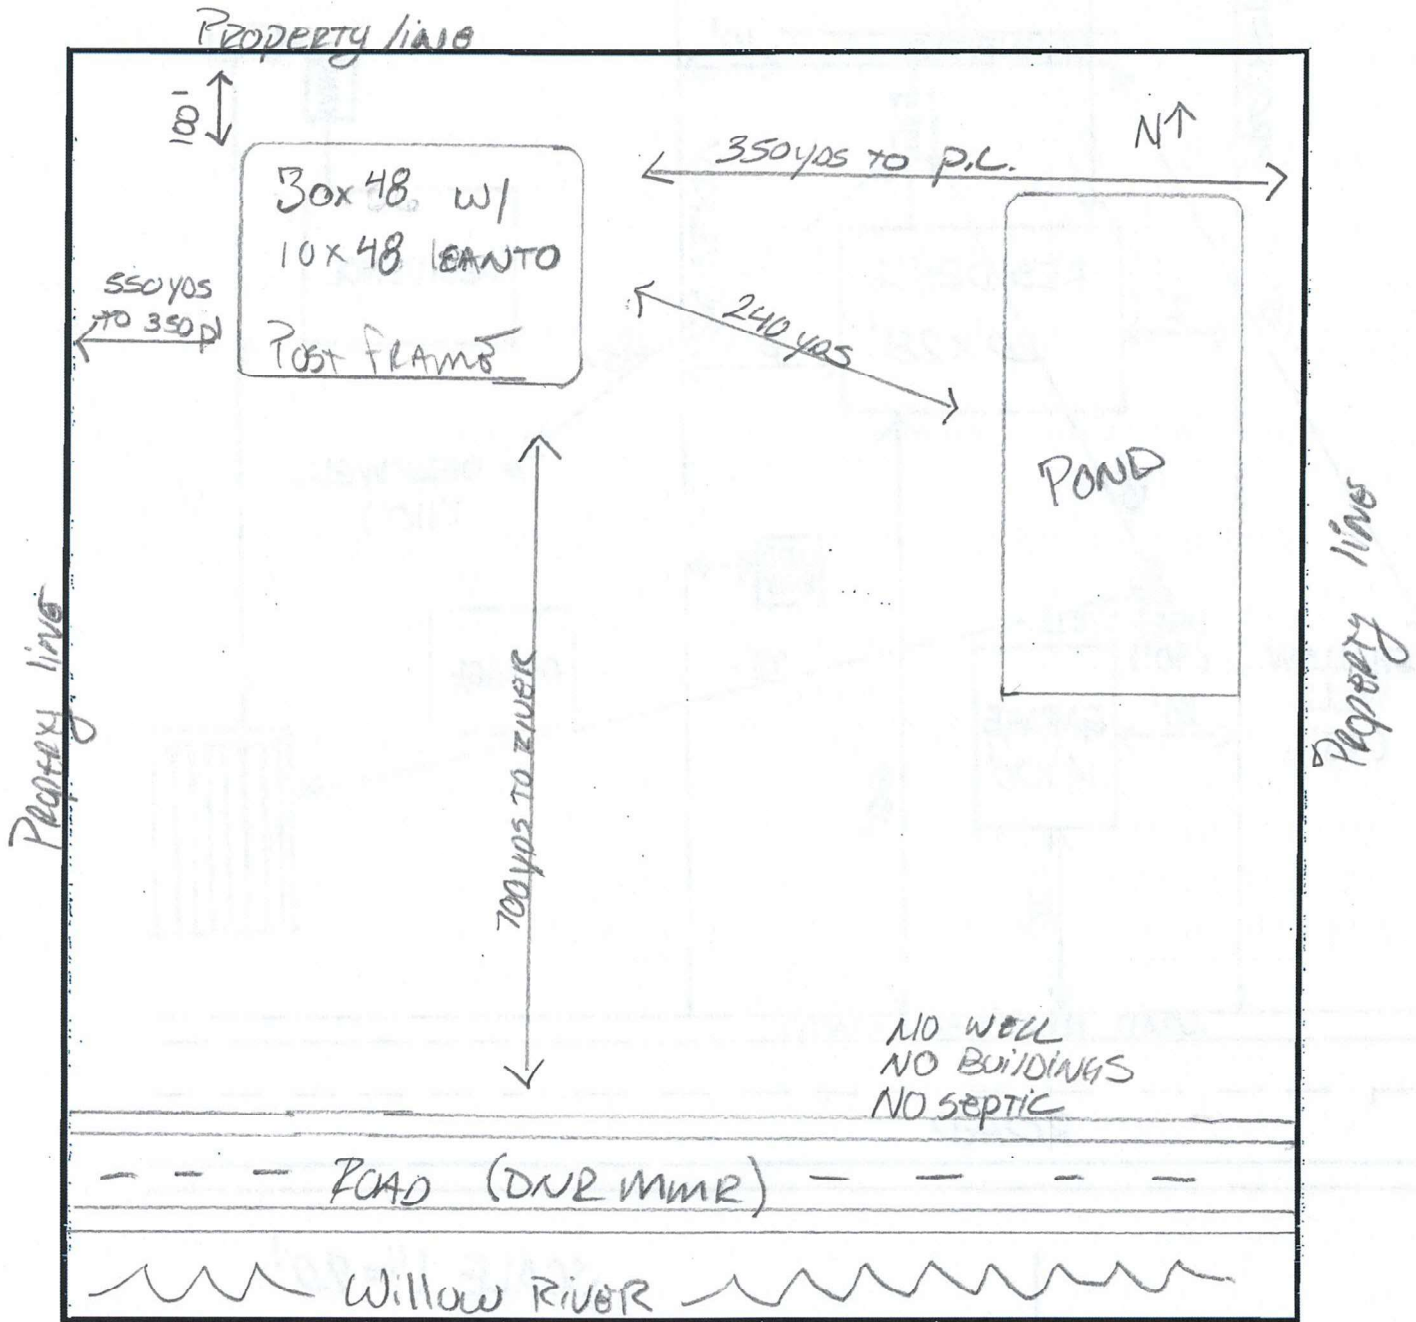 PROPERTY line
N↑
350 yds to p.L.
30x48 w/
10x48 LEANTO
Post FRAME
550 yds
TO 350 pl
240 yds
POND
Property line
Property line
700 yds TO RIVER
NO WELL
NO BUILDINGS
NO SEPTIC
ROAD (DNR MMR)
Willow RIVER